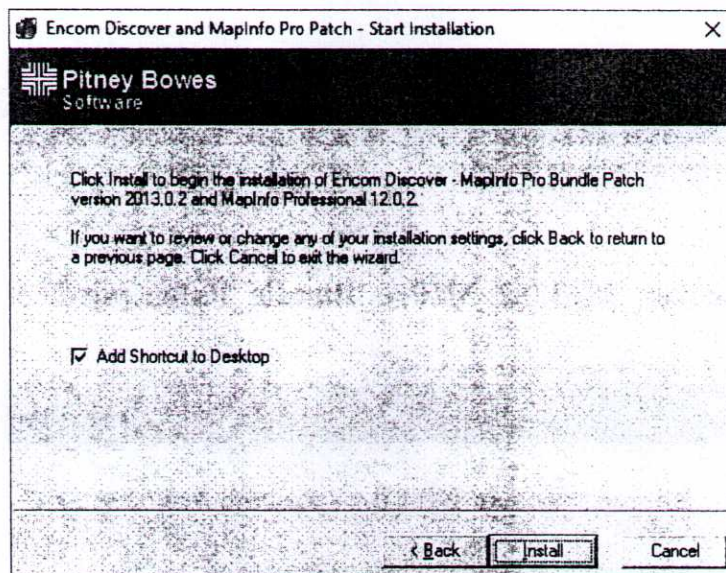 Encom Discover and MapInfo Pro Patch - Start Installation
Pitney Bowes
Software
Click Install to begin the installation of Encom Discover - MapInfo Pro Bundle Patch
version 2013.0.2 and MapInfo Professional 12.0.2.
If you want to review or change any of your installation settings, click Back to return to
a previous page. Click Cancel to exit the wizard.
Add Shortcut to Desktop
< Back
Install
Cancel